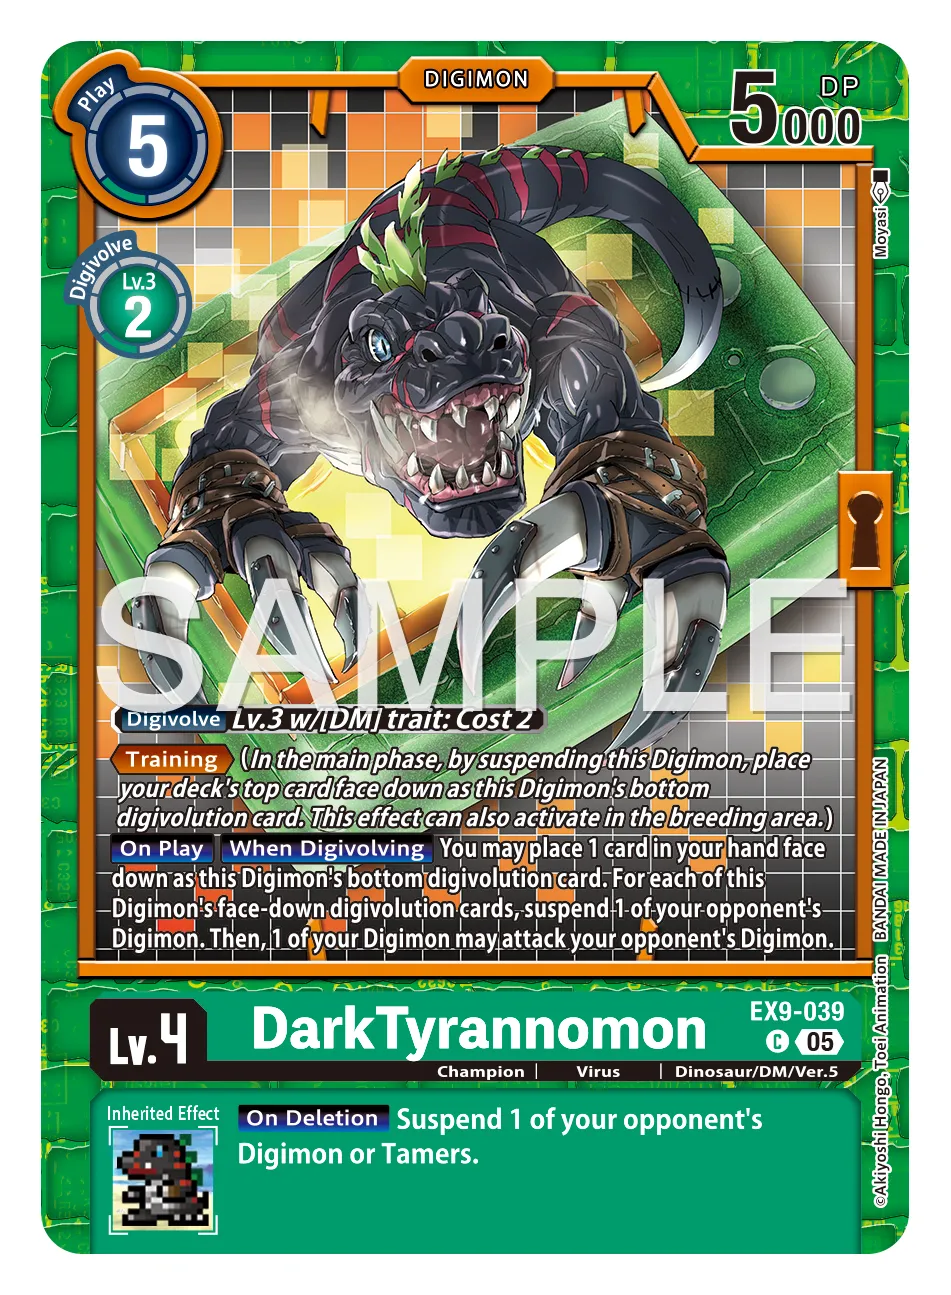 DIGIMON
Play
5
DP
5000
Digivolve
Lv.3
2
Moyasi
SAMPLE
Digivolve Lv.3 w/[DM] trait: Cost 2
Training (In the main phase, by suspending this Digimon, place
your deck's top card face down as this Digimon's bottom
digivolution card. This effect can also activate in the breeding area.)
On Play When Digivolving You may place 1 card in your hand face
down as this Digimon's bottom digivolution card. For each of this
Digimon's face-down digivolution cards, suspend 1 of your opponent's
Digimon. Then, 1 of your Digimon may attack your opponent's Digimon.
Lv.4
DarkTyrannomon
EX9-039
C 05
Champion | Virus | Dinosaur/DM/Ver.5
Inherited Effect
On Deletion Suspend 1 of your opponent's
Digimon or Tamers.
©Akiyoshi Hongo, Toei Animation BANDAI MADE IN JAPAN